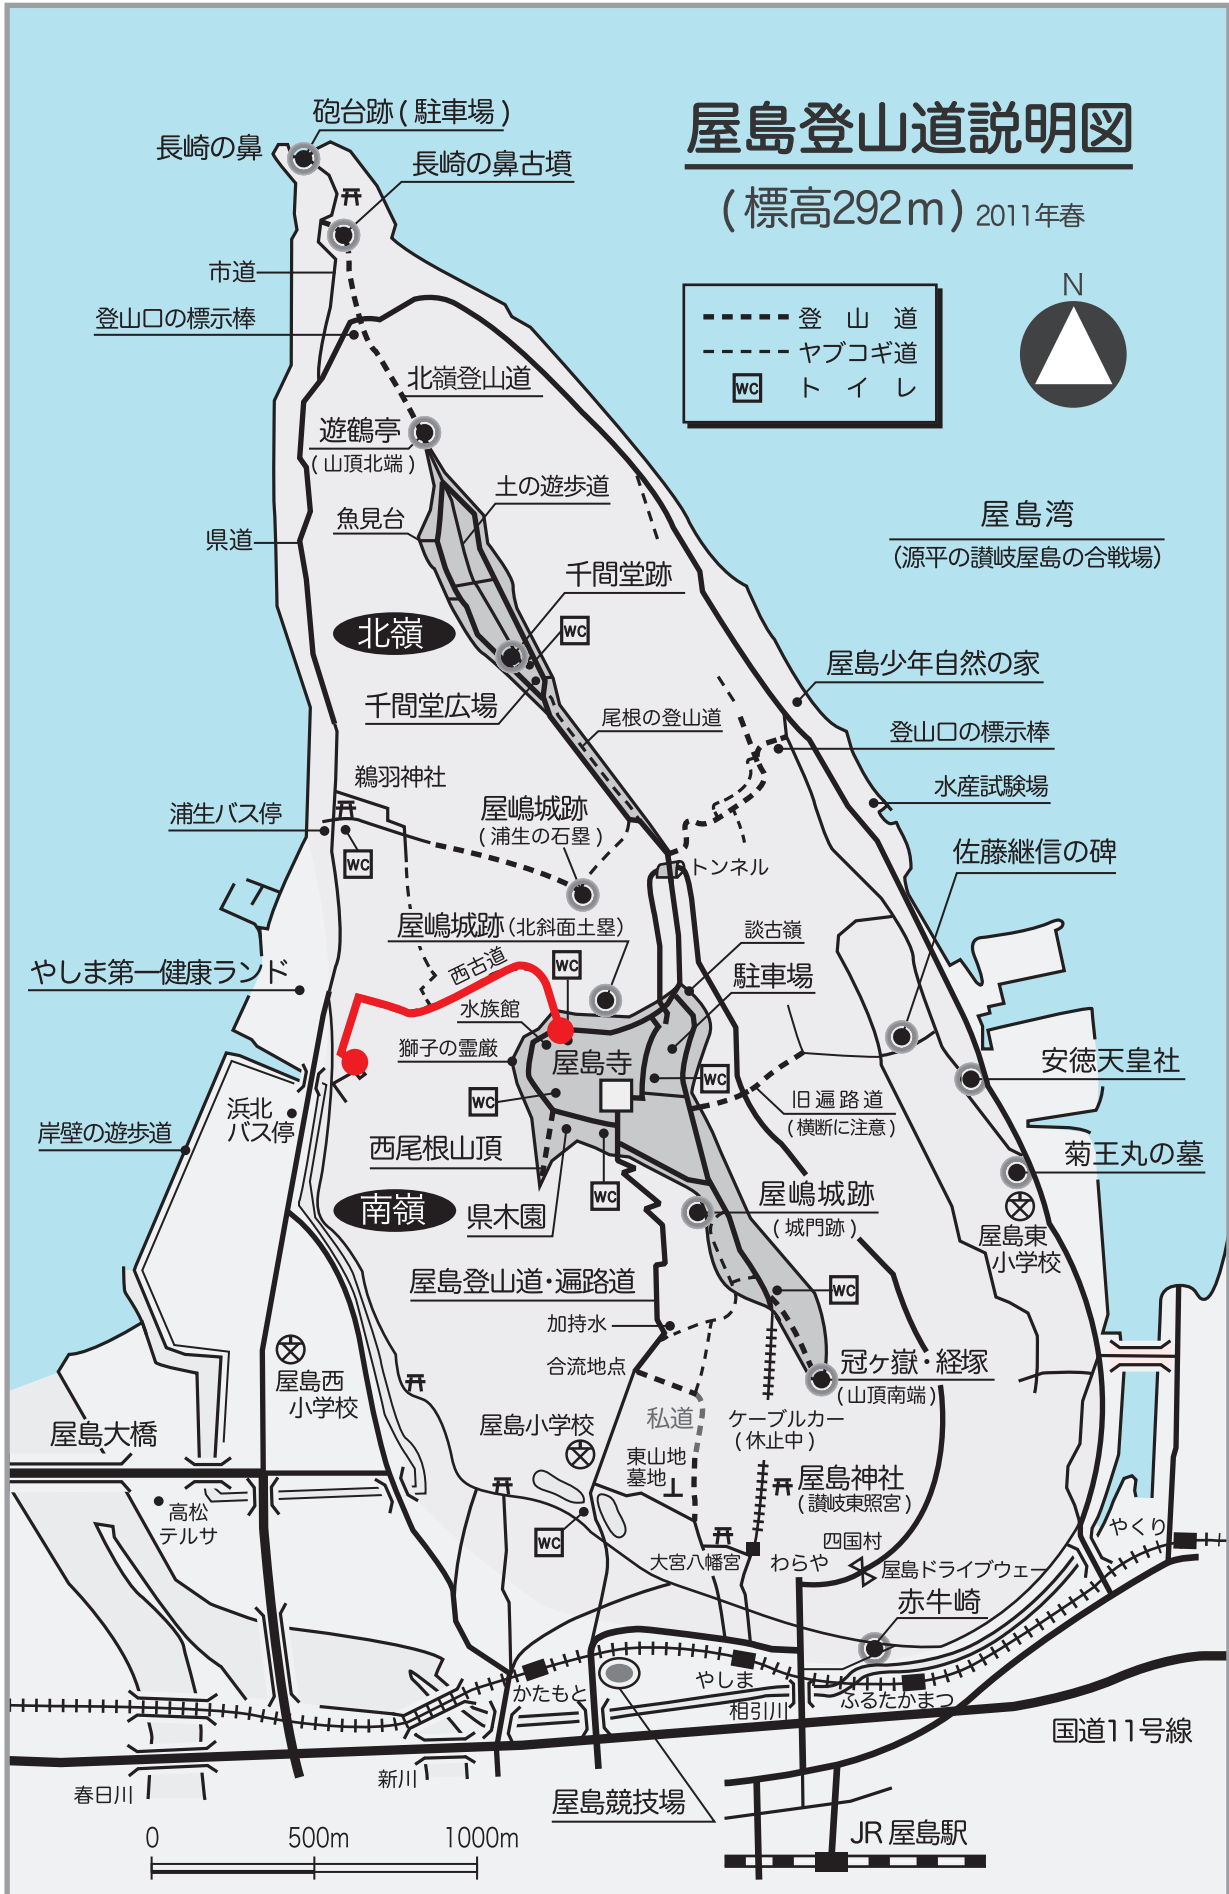 屋島登山道説明図
(標高292m) 2011年春
砲台跡(駐車場)
長崎の鼻
長崎の鼻古墳
市道
登山口の標示棒
N
登山道
ヤブコギ道
WC トイレ
北嶺登山道
遊鶴亭
(山頂北端)
土の遊歩道
魚見台
県道
屋島湾
(源平の讃岐屋島の合戦場)
千間堂跡
WC
北嶺
千間堂広場
屋島少年自然の家
尾根の登山道
登山口の標示棒
鵜羽神社
水産試験場
浦生バス停
屋嶋城跡
(浦生の石塁)
WC
トンネル
佐藤継信の碑
屋嶋城跡(北斜面土塁)
談古嶺
やしま第一健康ランド
西古道
WC
駐車場
水族館
獅子の霊厳
屋島寺
安徳天皇社
WC
WC
浜北
バス停
旧遍路道
(横断に注意)
岸壁の遊歩道
西尾根山頂
菊王丸の墓
南嶺
県木園
WC
屋嶋城跡
(城門跡)
屋島東
小学校
屋島登山道・遍路道
WC
加持水
合流地点
冠ヶ嶽・経塚
(山頂南端)
屋島西
小学校
私道
ケーブルカー
(休止中)
屋島大橋
屋島小学校
東山地
墓地
屋島神社
(讃岐東照宮)
高松
テルサ
WC
大宮八幡宮
わらや
四国村
屋島ドライブウェー
やくり
赤牛崎
かたもと
やしま
相引川
ふるたかまつ
国道11号線
春日川
新川
屋島競技場
0 500m 1000m
JR屋島駅